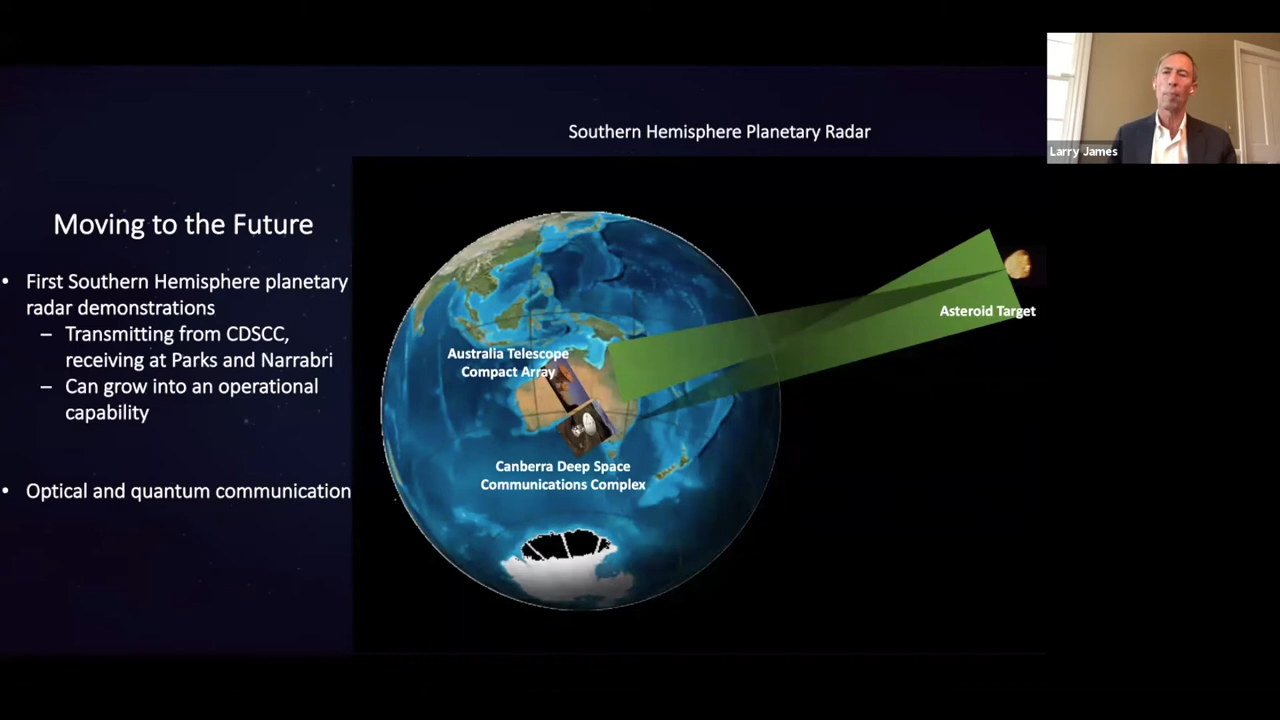 Southern Hemisphere Planetary Radar
Larry James
Moving to the Future
• First Southern Hemisphere planetary
radar demonstrations
– Transmitting from CDSCC,
receiving at Parks and Narrabri
– Can grow into an operational
capability
• Optical and quantum communication
Australia Telescope
Compact Array
Canberra Deep Space
Communications Complex
Asteroid Target